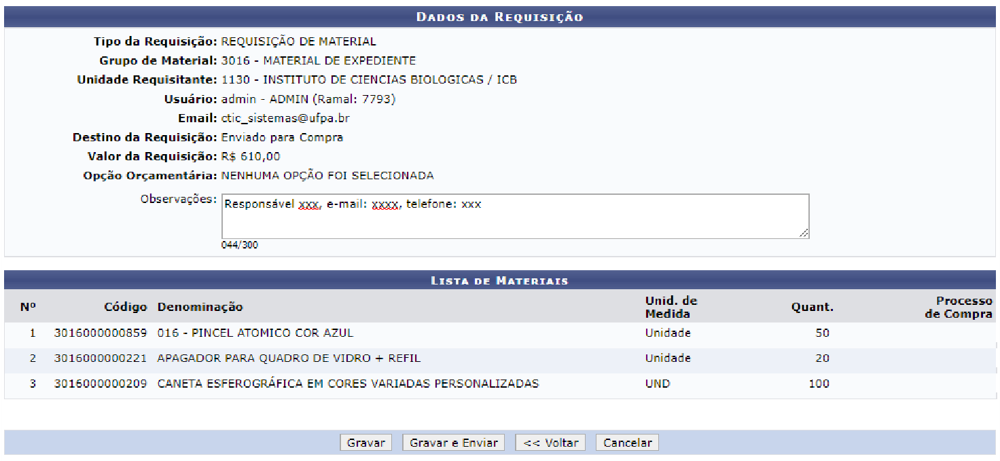 DADOS DA REQUISIÇÃO
Tipo da Requisição: REQUISIÇÃO DE MATERIAL
Grupo de Material: 3016 - MATERIAL DE EXPEDIENTE
Unidade Requisitante: 1130 - INSTITUTO DE CIENCIAS BIOLOGICAS / ICB
Usuário: admin - ADMIN (Ramal: 7793)
Email: ctic_sistemas@ufpa.br
Destino da Requisição: Enviado para Compra
Valor da Requisição: R$ 610,00
Opção Orçamentária: NENHUMA OPÇÃO FOI SELECIONADA
Observações: Responsável xxx, e-mail: xxxx, telefone: xxx
044/300
LISTA DE MATERIAIS
Nº Código Denominação Unid. de Medida Quant. Processo de Compra
1 3016000000859 016 - PINCEL ATOMICO COR AZUL Unidade 50
2 3016000000221 APAGADOR PARA QUADRO DE VIDRO + REFIL Unidade 20
3 3016000000209 CANETA ESFEROGRÁFICA EM CORES VARIADAS PERSONALIZADAS UND 100
Gravar Gravar e Enviar << Voltar Cancelar